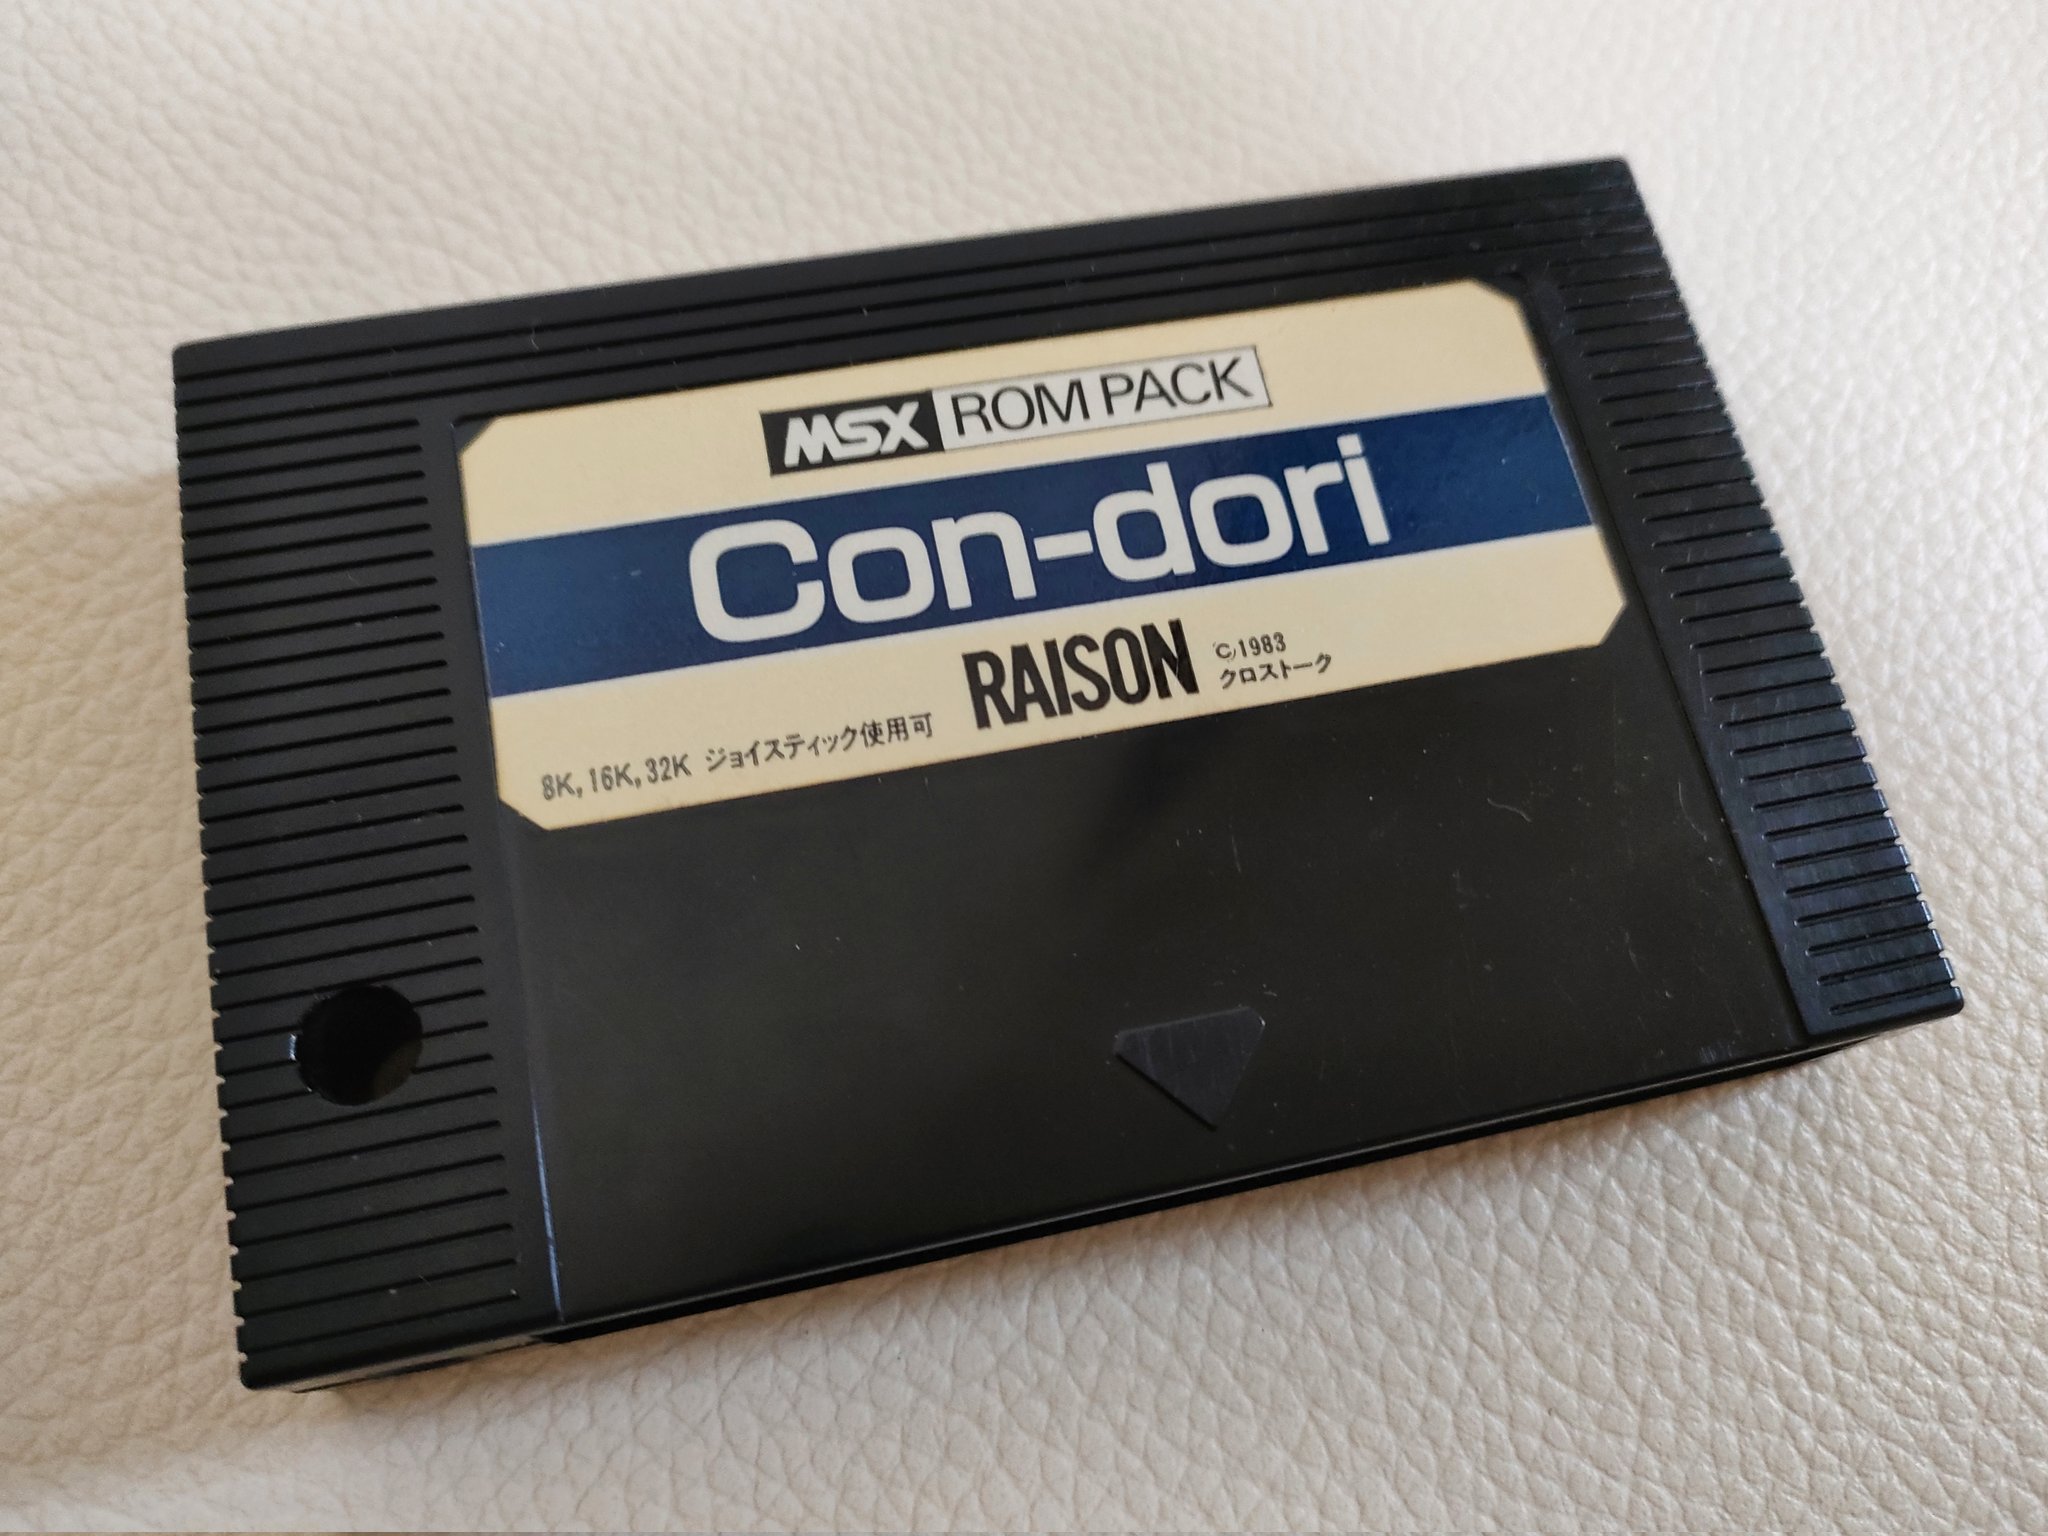 MSX ROM PACK
Con-dori
RAISON
©1983
クロストーク
8K, 16K, 32K ジョイスティック使用可